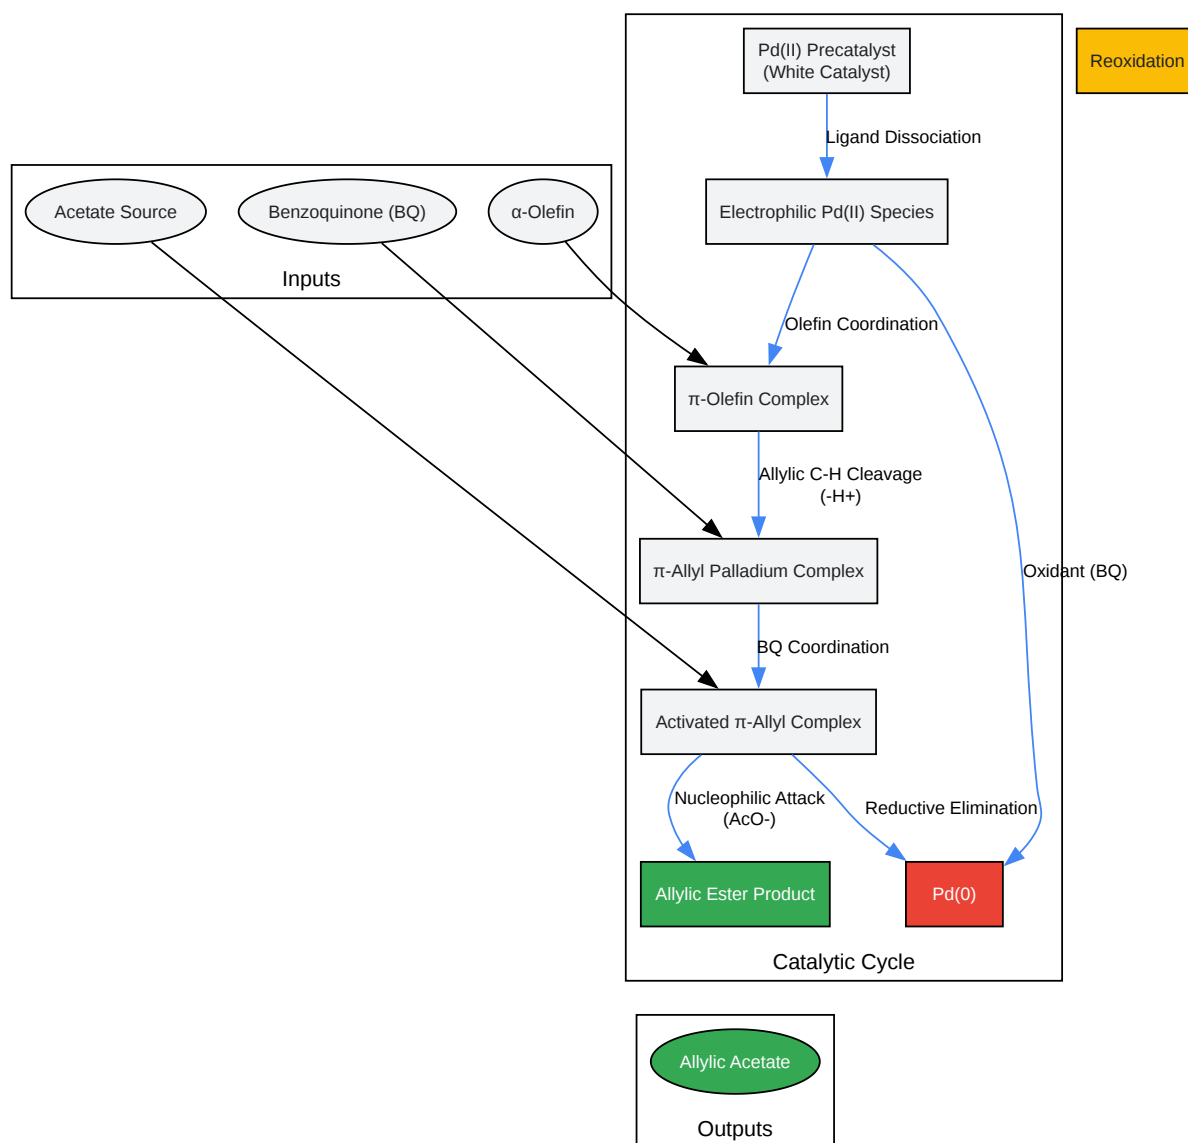 Pd(II) Precatalyst
(White Catalyst)
Reoxidation
Ligand Dissociation
Acetate Source
Benzoquinone (BQ)
α-Olefin
Electrophilic Pd(II) Species
Inputs
Olefin Coordination
π-Olefin Complex
Allylic C-H Cleavage
(-H+)
π-Allyl Palladium Complex
Oxidant (BQ)
BQ Coordination
Activated π-Allyl Complex
Nucleophilic Attack
(AcO-)
Reductive Elimination
Allylic Ester Product
Pd(0)
Catalytic Cycle
Allylic Acetate
Outputs